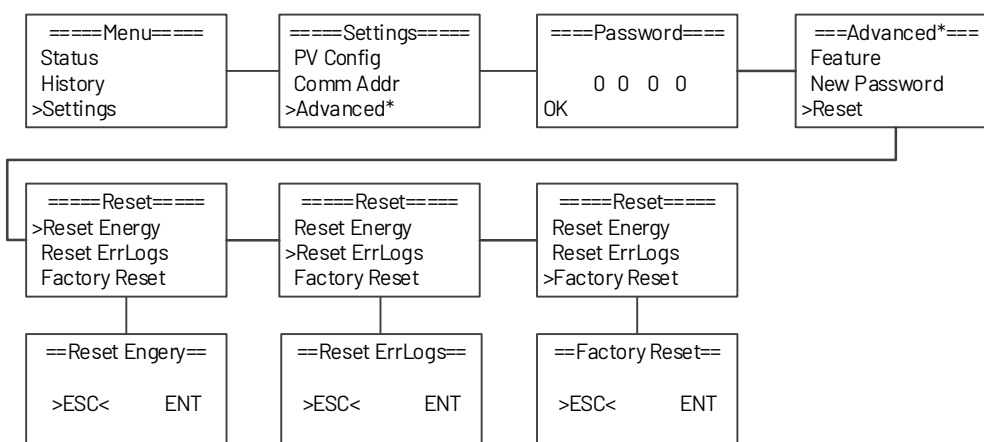 =====Menu=====
Status
History
>Settings
=====Settings=====
PV Config
Comm Addr
>Advanced*
====Password====
0 0 0 0
OK
===Advanced*===
Feature
New Password
>Reset
=====Reset=====
>Reset Energy
Reset ErrLogs
Factory Reset
=====Reset=====
Reset Energy
>Reset ErrLogs
Factory Reset
=====Reset=====
Reset Energy
Reset ErrLogs
>Factory Reset
==Reset Engery==
>ESC< ENT
==Reset ErrLogs==
>ESC< ENT
==Factory Reset==
>ESC< ENT